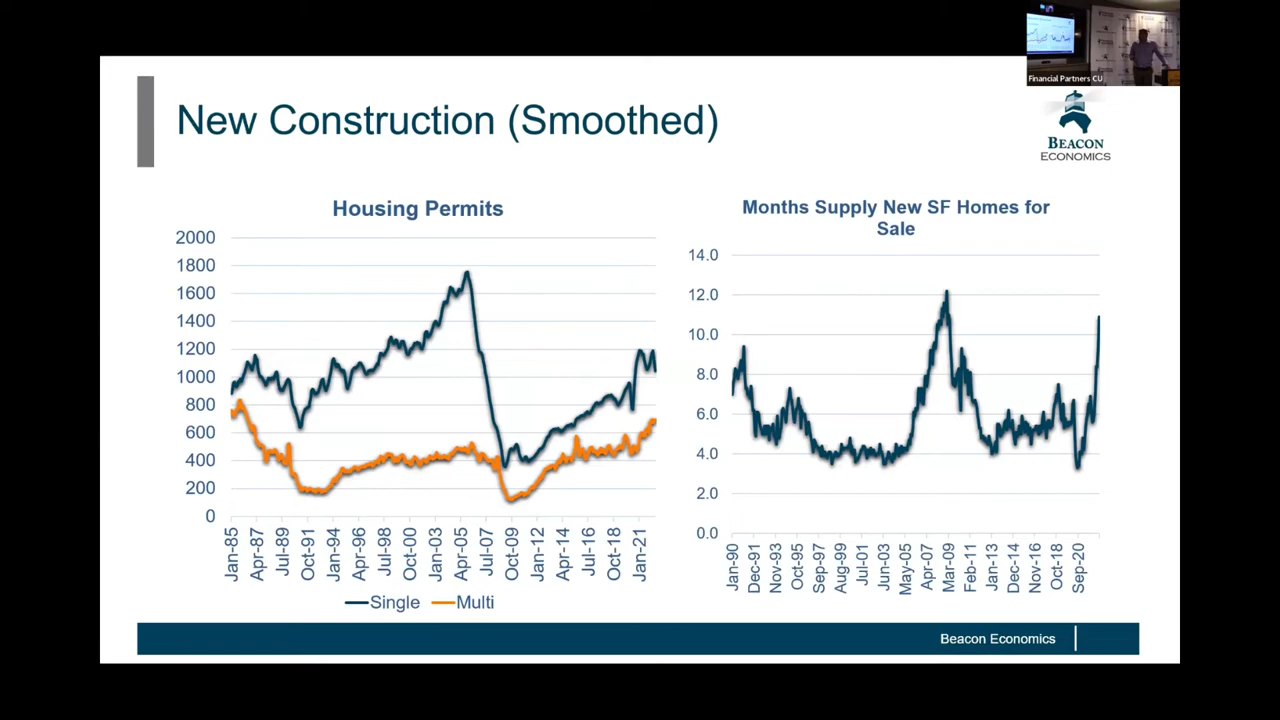 Financial Partners CU
New Construction (Smoothed)
BEACON
ECONOMICS
Housing Permits
2000
1800
1600
1400
1200
1000
800
600
400
200
0
Jan-85
Apr-87
Jul-89
Oct-91
Jan-94
Apr-96
Jul-98
Oct-00
Jan-03
Apr-05
Jul-07
Oct-09
Jan-12
Apr-14
Jul-16
Oct-18
Jan-21
Single Multi
Months Supply New SF Homes for
Sale
14.0
12.0
10.0
8.0
6.0
4.0
2.0
0.0
Jan-90
Dec-91
Nov-93
Oct-95
Sep-97
Aug-99
Jul-01
Jun-03
May-05
Apr-07
Mar-09
Feb-11
Jan-13
Dec-14
Nov-16
Oct-18
Sep-20
Beacon Economics